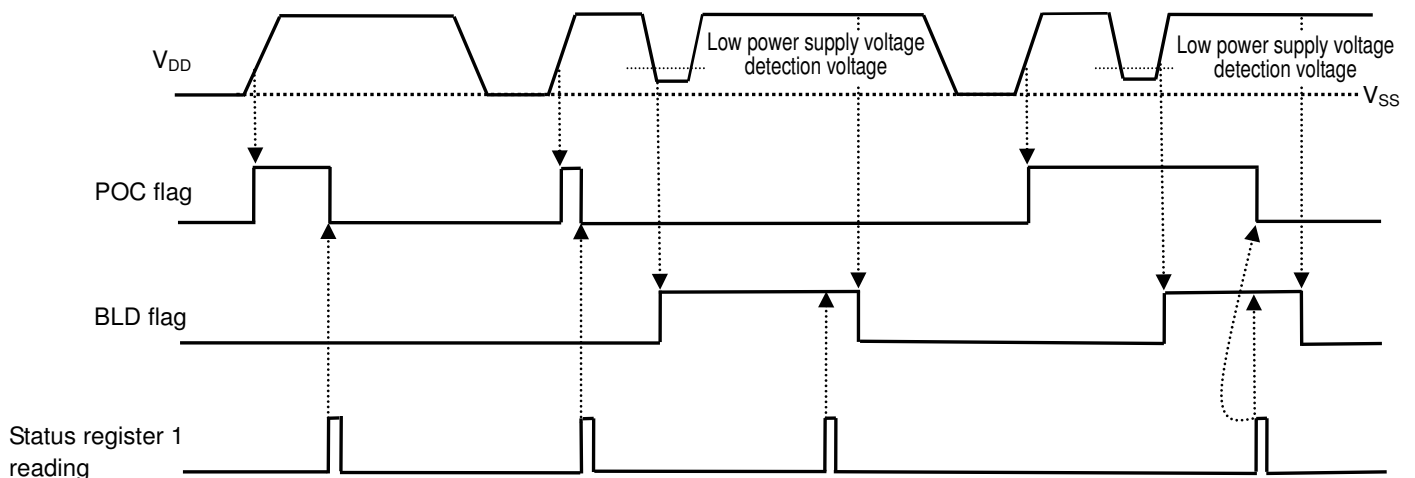 V_DD
Low power supply voltage
detection voltage
Low power supply voltage
detection voltage
V_SS
POC flag
BLD flag
Status register 1
reading